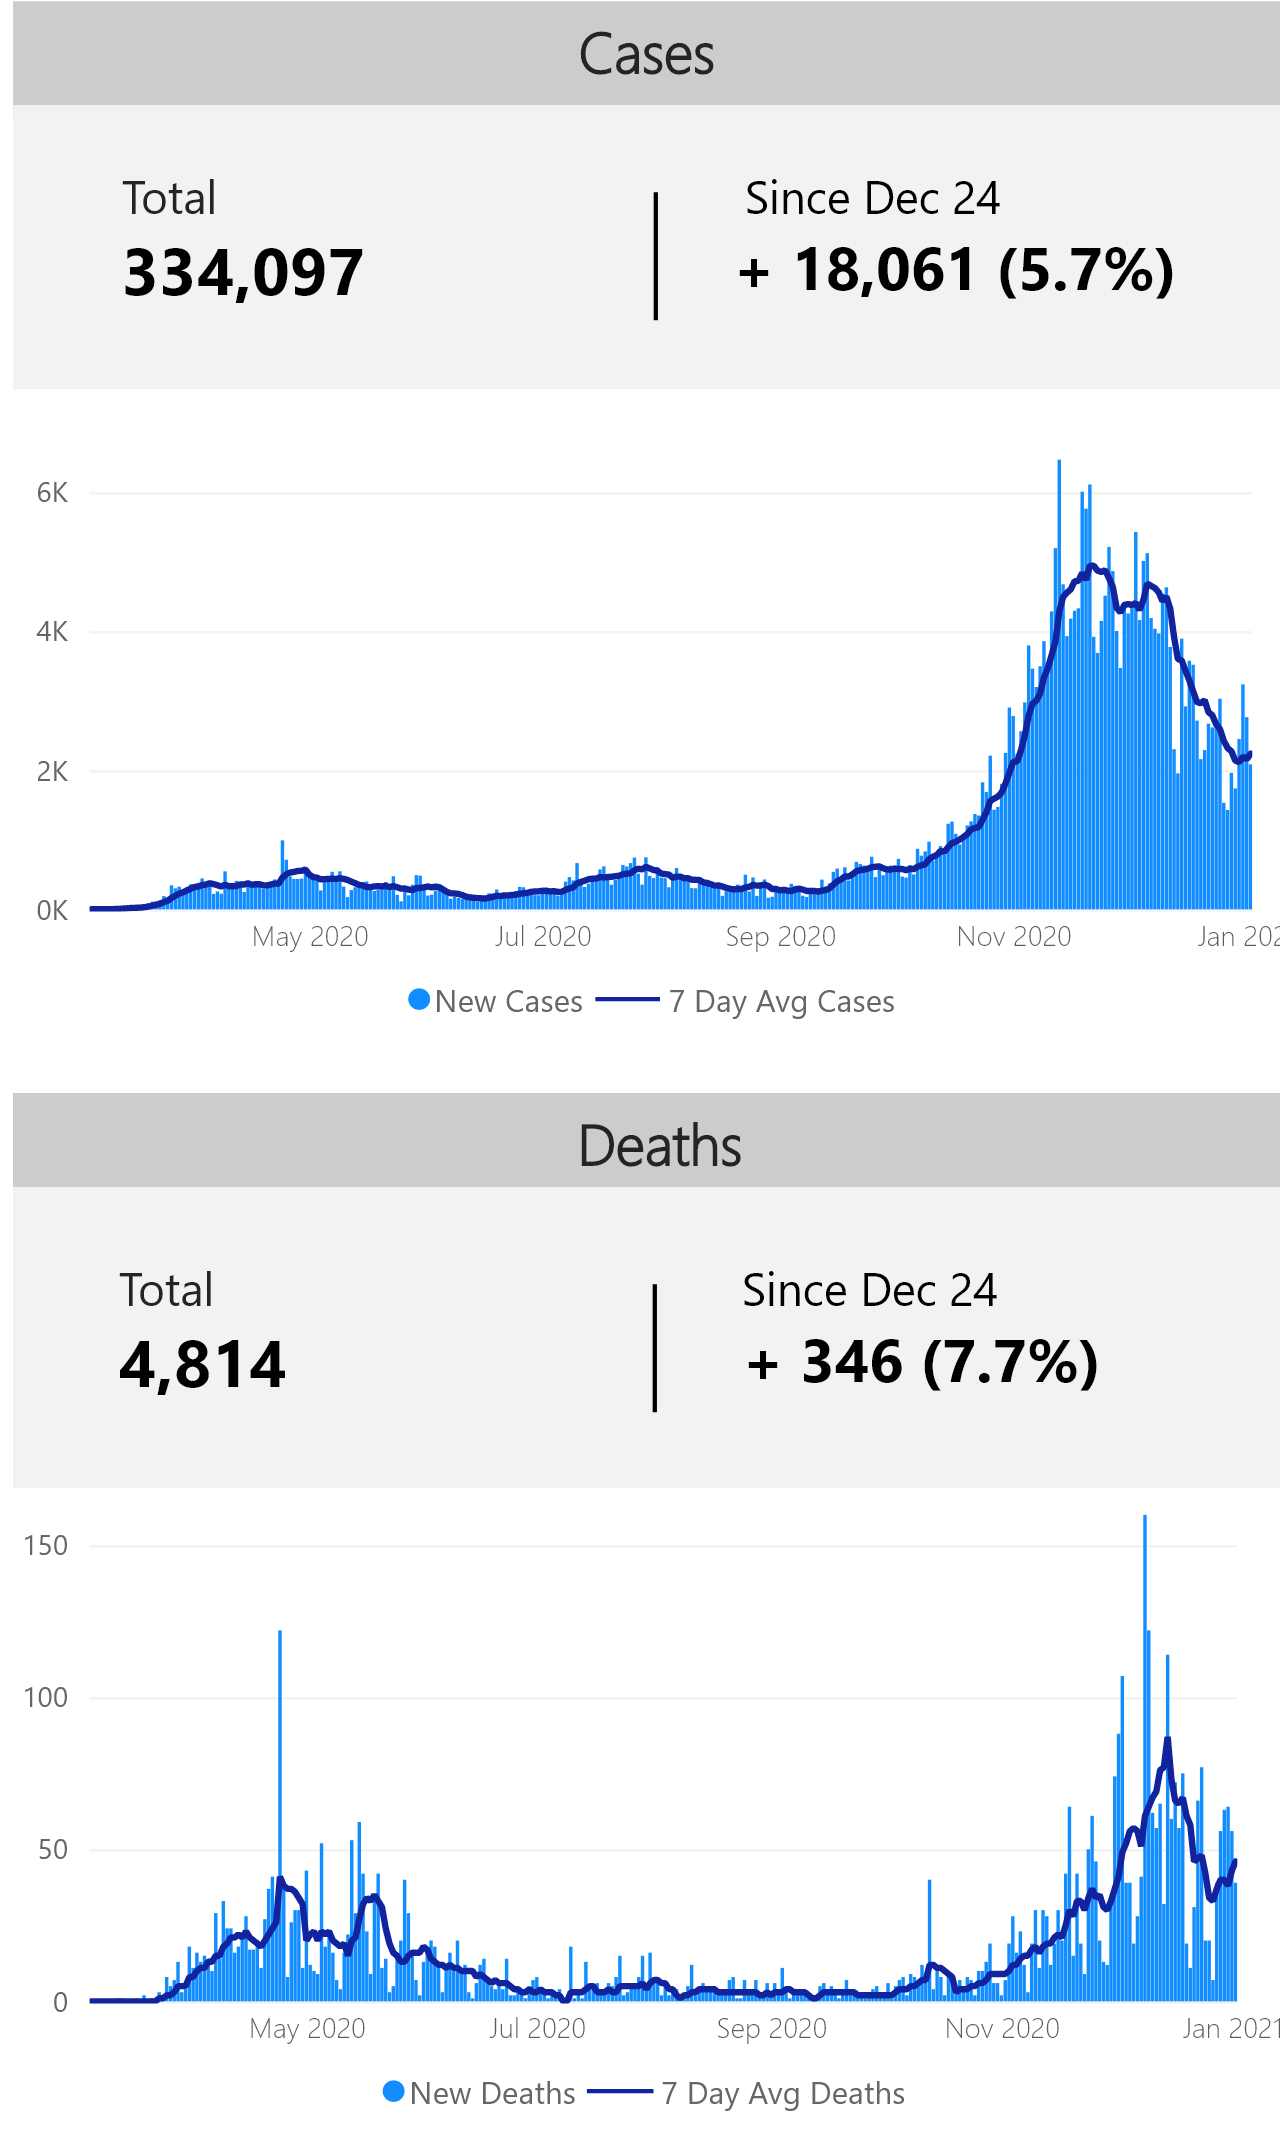 Cases
Total
Since Dec 24
334,097
+ 18,061 (5.7%)
6K
4K
2K
0K
May 2020 Jul 2020 Sep 2020 Nov 2020 Jan 202
New Cases 7 Day Avg Cases
Deaths
Total
Since Dec 24
4,814
+ 346 (7.7%)
150
100
50
0
May 2020 Jul 2020 Sep 2020 Nov 2020 Jan 2021
New Deaths 7 Day Avg Deaths